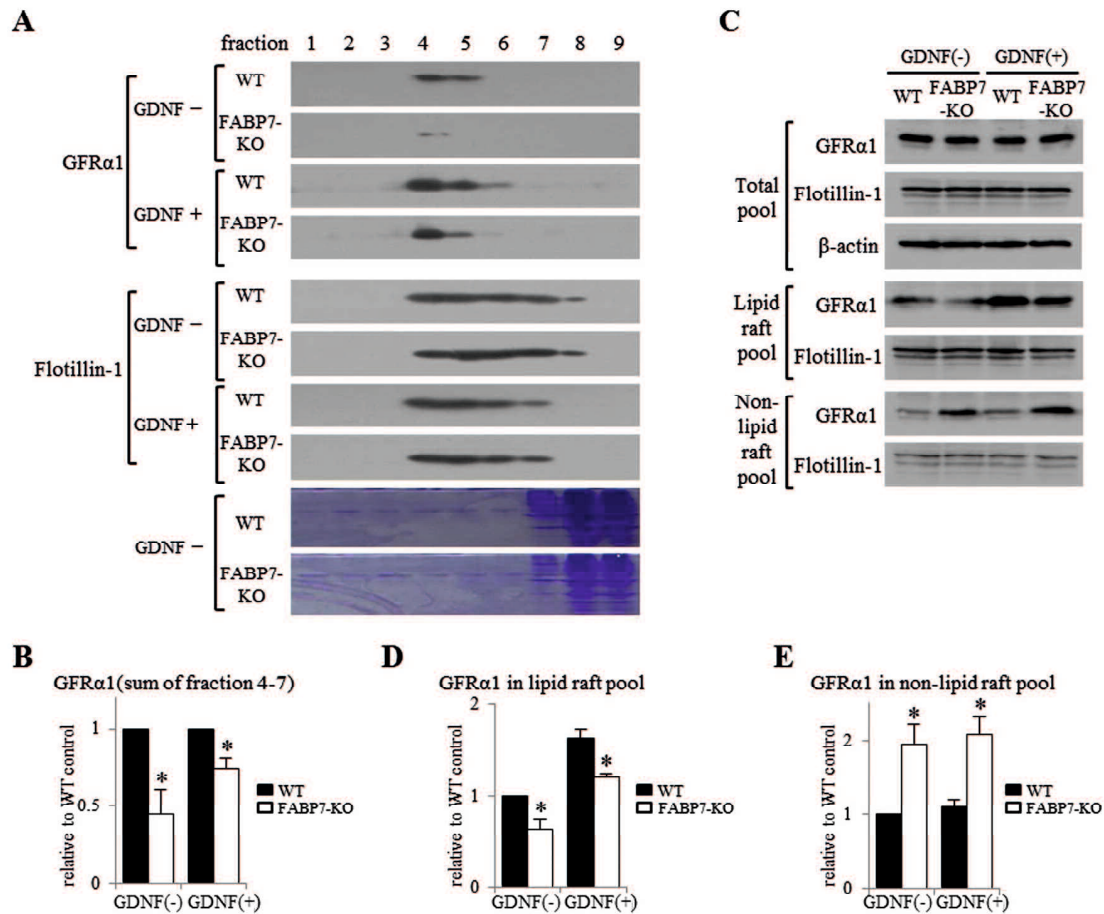 A
fraction 1 2 3 4 5 6 7 8 9
GFRα1
GDNF −
WT
FABP7-
KO
GDNF +
WT
FABP7-
KO
Flotillin-1
GDNF −
WT
FABP7-
KO
GDNF +
WT
FABP7-
KO
GDNF −
WT
FABP7-
KO
C
GDNF(-) GDNF(+)
WT FABP7 WT FABP7
-KO -KO
Total
pool
GFRα1
Flotillin-1
β-actin
Lipid
raft
pool
GFRα1
Flotillin-1
Non-
lipid
raft
pool
GFRα1
Flotillin-1
B
GFRα1(sum of fraction 4-7)
relative to WT control
1
0.5
0
* *
GDNF(-) GDNF(+)
WT
FABP7-KO
D
GFRα1 in lipid raft pool
relative to WT control
2
1
0
* *
GDNF(-) GDNF(+)
WT
FABP7-KO
E
GFRα1 in non-lipid raft pool
relative to WT control
2
1
0
* *
GDNF(-) GDNF(+)
WT
FABP7-KO